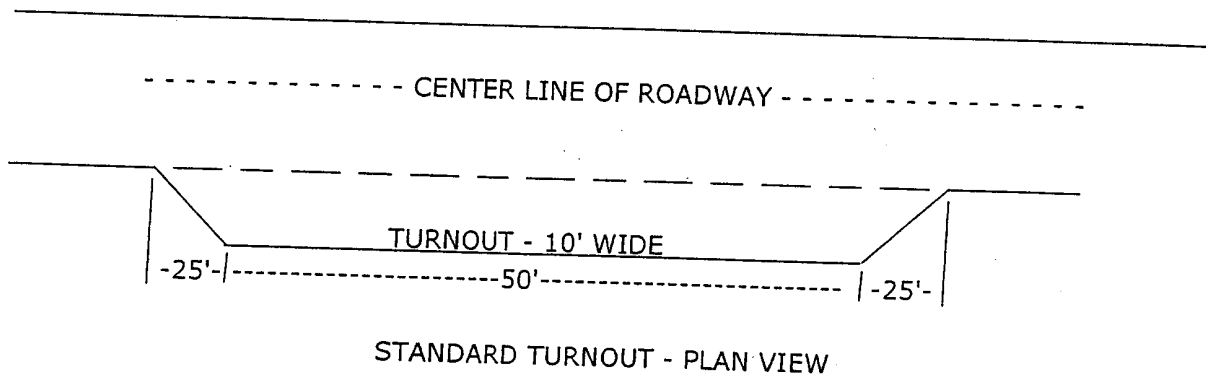 - - - - - - - - - - - - - CENTER LINE OF ROADWAY - - - - - - - - - - - - - - -
TURNOUT - 10' WIDE
-25'-|-----------------------50'--------------------------|-25'-
STANDARD TURNOUT - PLAN VIEW